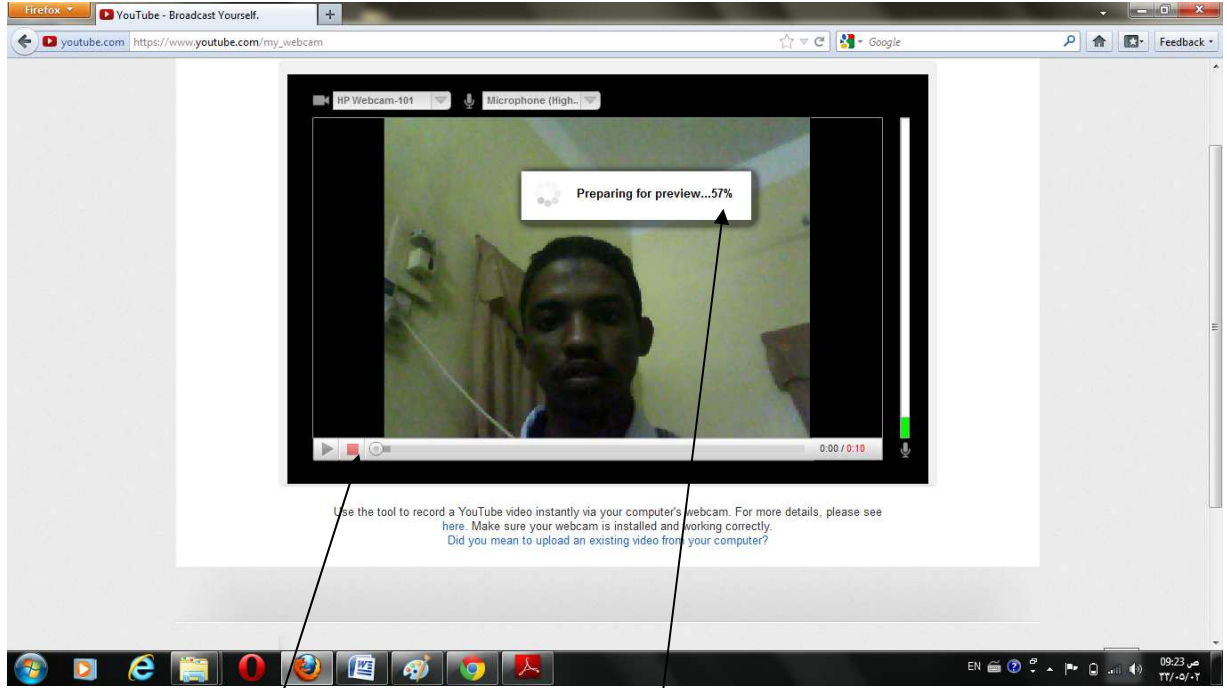 Firefox
YouTube - Broadcast Yourself.
youtube.com https://www.youtube.com/my_webcam
Google
Feedback
HP Webcam-101
Microphone (High..
Preparing for preview...57%
0:00 / 0:10
Use the tool to record a YouTube video instantly via your computer's webcam. For more details, please see
here. Make sure your webcam is installed and working correctly.
Did you mean to upload an existing video from your computer?
EN
09:23 ص
٣٣/٠٥/٠٢